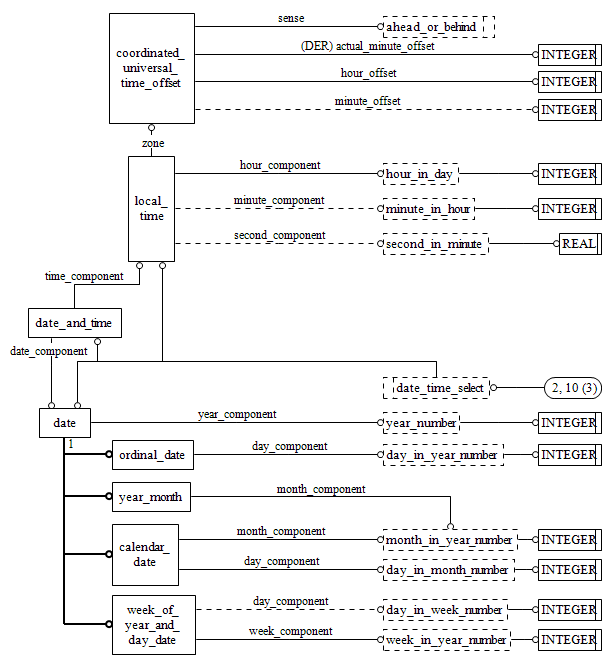 sense
ahead_or_behind
coordinated_
universal_
time_offset
(DER) actual_minute_offset
INTEGER
hour_offset
INTEGER
minute_offset
INTEGER
zone
local_
time
hour_component
hour_in_day
INTEGER
minute_component
minute_in_hour
INTEGER
second_component
second_in_minute
REAL
time_component
date_and_time
date_component
date_time_select
2, 10 (3)
date
year_component
year_number
INTEGER
1
ordinal_date
day_component
day_in_year_number
INTEGER
year_month
month_component
calendar_
date
month_component
month_in_year_number
INTEGER
day_component
day_in_month_number
INTEGER
week_of_
year_and_
day_date
day_component
day_in_week_number
INTEGER
week_component
week_in_year_number
INTEGER